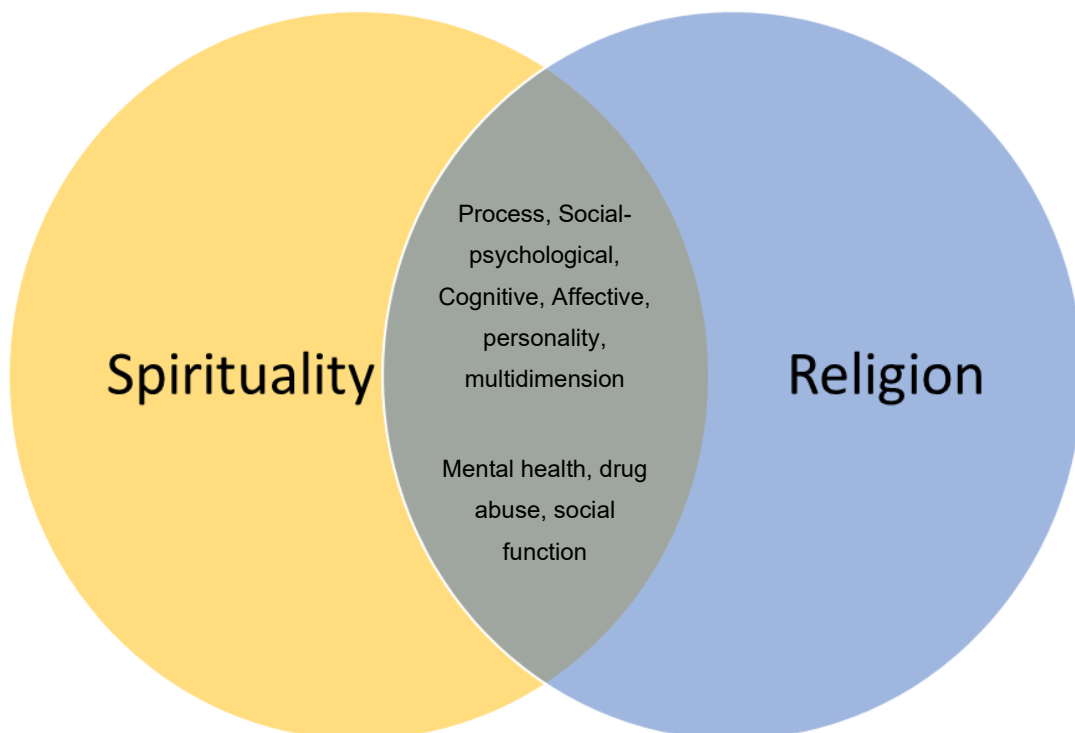 Spirituality
Process, Social-
psychological,
Cognitive, Affective,
personality,
multidimension
Mental health, drug
abuse, social
function
Religion